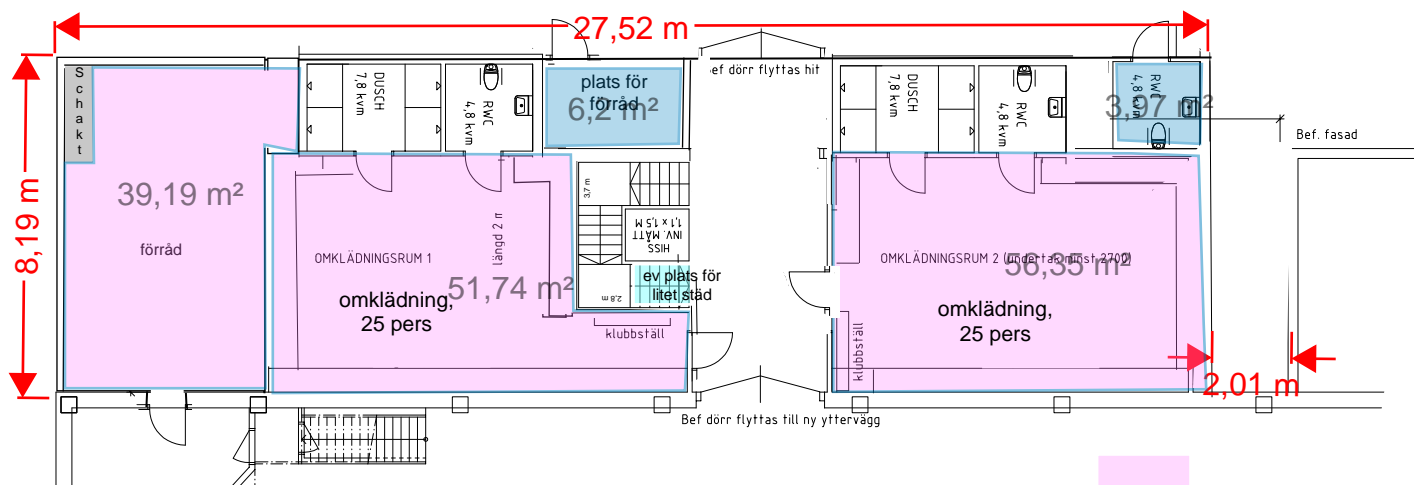 27,52 m
Bef dörr flyttas hit
Schakt
DUSCH
7,8 kvm
RWC
4,8 kvm
plats för
förråd
6,2 m²
DUSCH
7,8 kvm
RWC
4,8 kvm
RWC
4,8 kvm
3,97 m²
Bef. fasad
8,19 m
39,19 m²
förråd
3,7 m
HISS
INV. MÅTT
1,1 x 1,5 M
längd 2 m
OMKLÄDNINGSRUM 1
51,74 m²
omklädning,
25 pers
ev plats för
litet städ
2,8 m
klubbställ
OMKLÄDNINGSRUM 2 (undertak minst 2700)
56,35 m²
omklädning,
25 pers
klubbställ
2,01 m
Bef dörr flyttas till ny yttervägg